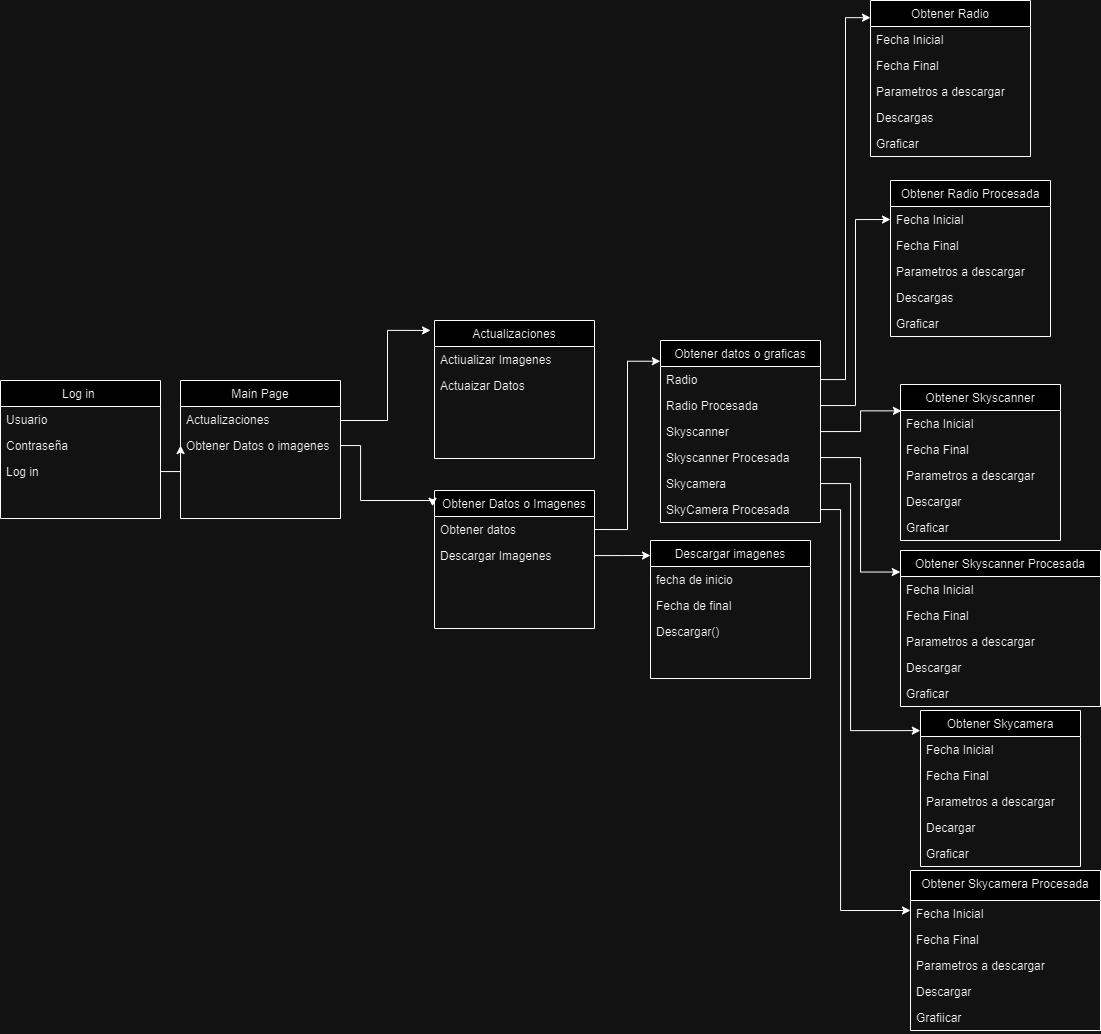 Log in
Usuario
Contraseña
Log in
Main Page
Actualizaciones
Obtener Datos o imagenes
Actualizaciones
Actiualizar Imagenes
Actuaizar Datos
Obtener Datos o Imagenes
Obtener datos
Descargar Imagenes
Obtener datos o graficas
Radio
Radio Procesada
Skyscanner
Skyscanner Procesada
Skycamera
SkyCamera Procesada
Descargar imagenes
fecha de inicio
Fecha de final
Descargar()
Obtener Radio
Fecha Inicial
Fecha Final
Parametros a descargar
Descargas
Graficar
Obtener Radio Procesada
Fecha Inicial
Fecha Final
Parametros a descargar
Descargas
Graficar
Obtener Skyscanner
Fecha Inicial
Fecha Final
Parametros a descargar
Descargar
Graficar
Obtener Skyscanner Procesada
Fecha Inicial
Fecha Final
Parametros a descargar
Descargar
Graficar
Obtener Skycamera
Fecha Inicial
Fecha Final
Parametros a descargar
Decargar
Graficar
Obtener Skycamera Procesada
Fecha Inicial
Fecha Final
Parametros a descargar
Descargar
Grafiicar